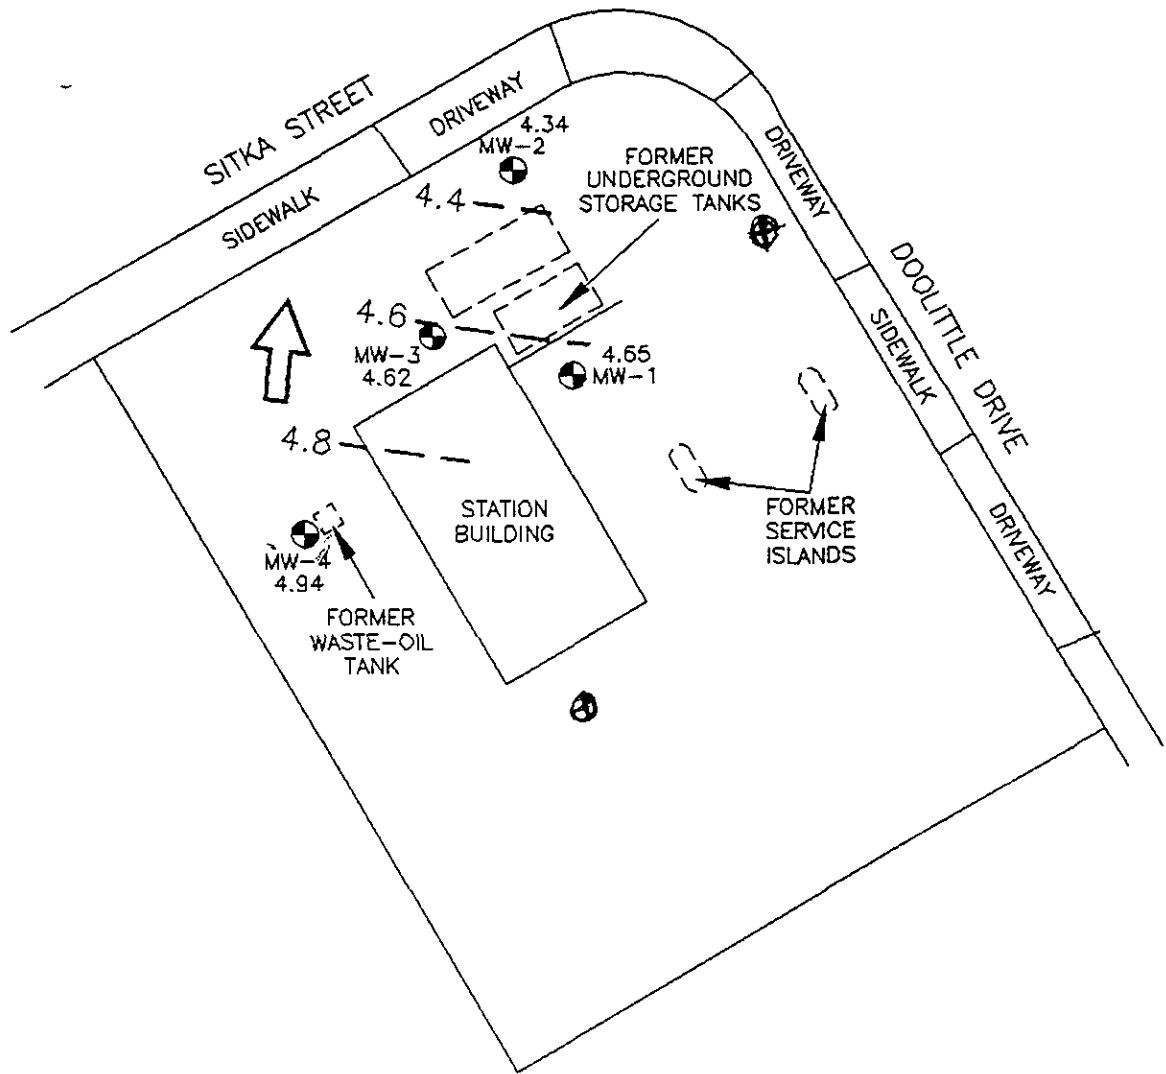 SITKA STREET
DRIVEWAY
SIDEWALK
4.34
MW-2
FORMER
UNDERGROUND
STORAGE TANKS
DRIVEWAY
4.4
DOOLITTLE DRIVE
4.6
SIDEWALK
MW-3
4.62
4.65
MW-1
4.8
STATION
BUILDING
FORMER
SERVICE
ISLANDS
DRIVEWAY
MW-4
4.94
FORMER
WASTE-OIL
TANK